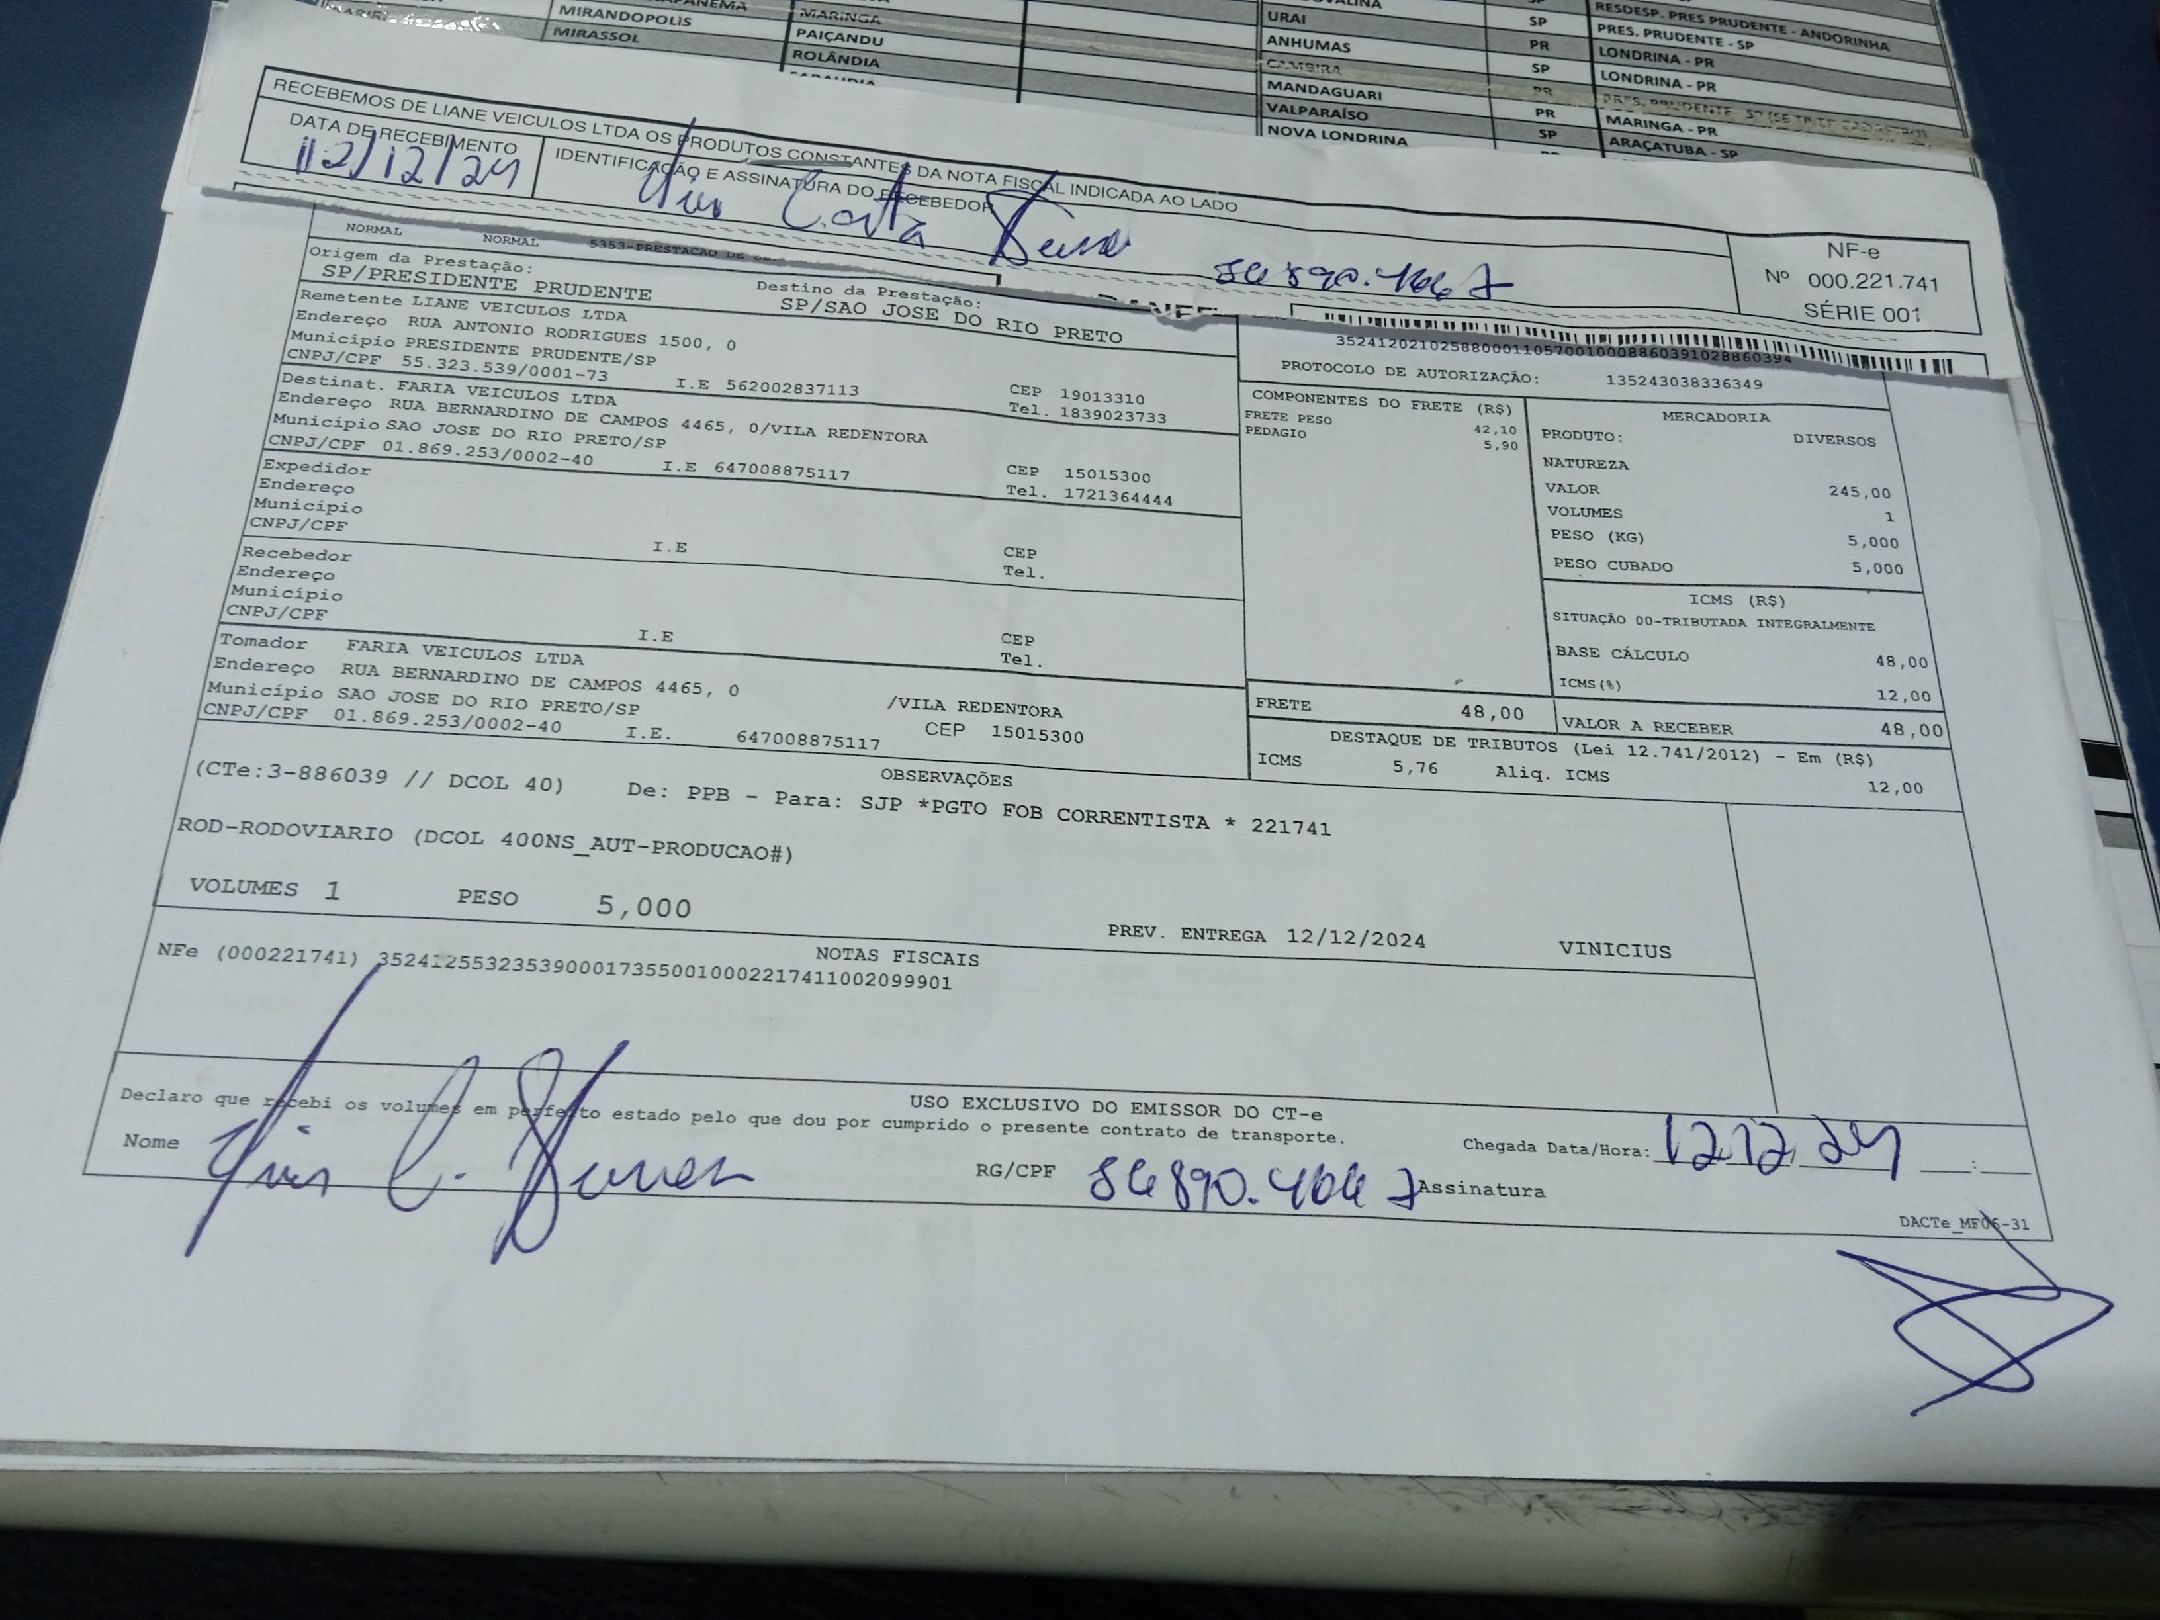 MIRANDOPOLIS
MIRASSOL
MARINGA
PAIÇANDU
ROLÂNDIA
URAI SP RESDESP. PRES PRUDENTE - ANDORINHA
ANHUMAS PR PRES. PRUDENTE - SP
CAMBIRA SP LONDRINA - PR
MANDAGUARI PR LONDRINA - PR
VALPARAÍSO PR MARINGA - PR
NOVA LONDRINA SP ARAÇATUBA - SP
RECEBEMOS DE LIANE VEICULOS LTDA OS PRODUTOS CONSTANTES DA NOTA FISCAL INDICADA AO LADO
DATA DE RECEBIMENTO
12/12/24
IDENTIFICAÇÃO E ASSINATURA DO RECEBEDOR
NF-e
Nº 000.221.741
SÉRIE 001
NORMAL NORMAL 5353-PRESTACAO DE
Origem da Prestação:
SP/PRESIDENTE PRUDENTE
Destino da Prestação:
SP/SAO JOSE DO RIO PRETO
Remetente LIANE VEICULOS LTDA
Endereço RUA ANTONIO RODRIGUES 1500, 0
Município PRESIDENTE PRUDENTE/SP CEP 19013310
CNPJ/CPF 55.323.539/0001-73 I.E 562002837113 Tel. 1839023733
Destinat. FARIA VEICULOS LTDA
Endereço RUA BERNARDINO DE CAMPOS 4465, 0/VILA REDENTORA
Município SAO JOSE DO RIO PRETO/SP CEP 15015300
CNPJ/CPF 01.869.253/0002-40 I.E 647008875117 Tel. 1721364444
Expedidor
Endereço
Município CEP
CNPJ/CPF I.E Tel.
Recebedor
Endereço
Município CEP
CNPJ/CPF I.E Tel.
Tomador FARIA VEICULOS LTDA
Endereço RUA BERNARDINO DE CAMPOS 4465, 0 /VILA REDENTORA
Município SAO JOSE DO RIO PRETO/SP CEP 15015300
CNPJ/CPF 01.869.253/0002-40 I.E. 647008875117
35241202102588000110570010008860391028860394
PROTOCOLO DE AUTORIZAÇÃO: 135243038336349
COMPONENTES DO FRETE (R$)
FRETE PESO 42,10
PEDAGIO 5,90
MERCADORIA
PRODUTO: DIVERSOS
NATUREZA
VALOR 245,00
VOLUMES 1
PESO (KG) 5,000
PESO CUBADO 5,000
ICMS (R$)
SITUAÇÃO 00-TRIBUTADA INTEGRALMENTE
BASE CÁLCULO 48,00
ICMS(%) 12,00
FRETE 48,00 VALOR A RECEBER 48,00
DESTAQUE DE TRIBUTOS (Lei 12.741/2012) - Em (R$)
ICMS 5,76 Aliq. ICMS 12,00
OBSERVAÇÕES
(CTe:3-886039 // DCOL 40) De: PPB - Para: SJP *PGTO FOB CORRENTISTA * 221741
ROD-RODOVIARIO (DCOL 400NS_AUT-PRODUCAO#)
VOLUMES 1 PESO 5,000 PREV. ENTREGA 12/12/2024 VINICIUS
NOTAS FISCAIS
NFe (000221741) 35241255323539000173550010002217411002099901
USO EXCLUSIVO DO EMISSOR DO CT-e
Declaro que recebi os volumes em perfeito estado pelo que dou por cumprido o presente contrato de transporte.
Chegada Data/Hora: 12 12 24 :
Nome RG/CPF Assinatura
DACTe_MF06-31